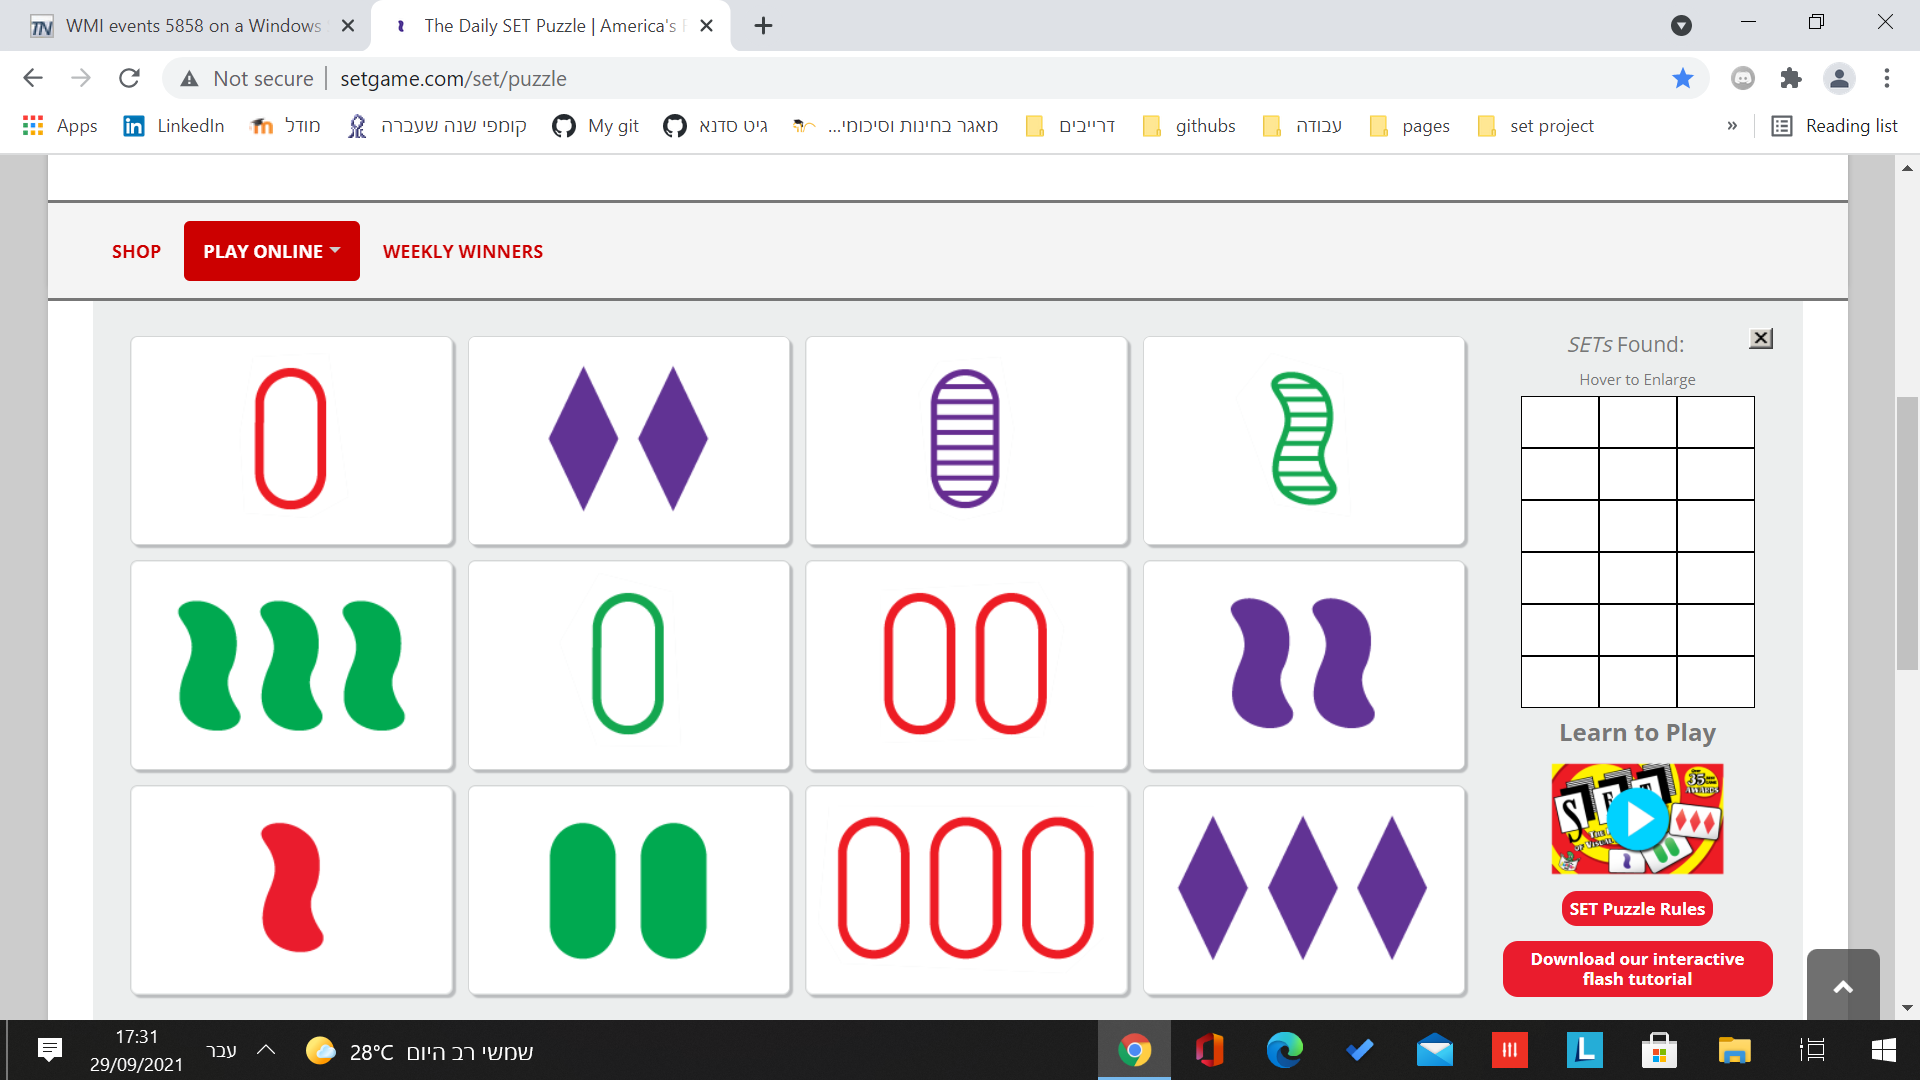 WMI events 5858 on a Windows
The Daily SET Puzzle | America's
Not secure | setgame.com/set/puzzle
Apps LinkedIn מודל קומפי שנה שעברה My git גיט סדנא מאגר בחינות וסיכומי... דרייבים githubs עבודה pages set project » Reading list
SHOP PLAY ONLINE WEEKLY WINNERS
SETs Found:
Hover to Enlarge
Learn to Play
SET
SET Puzzle Rules
Download our interactive
flash tutorial
17:31
29/09/2021
עבר
28°C שמשי רב היום